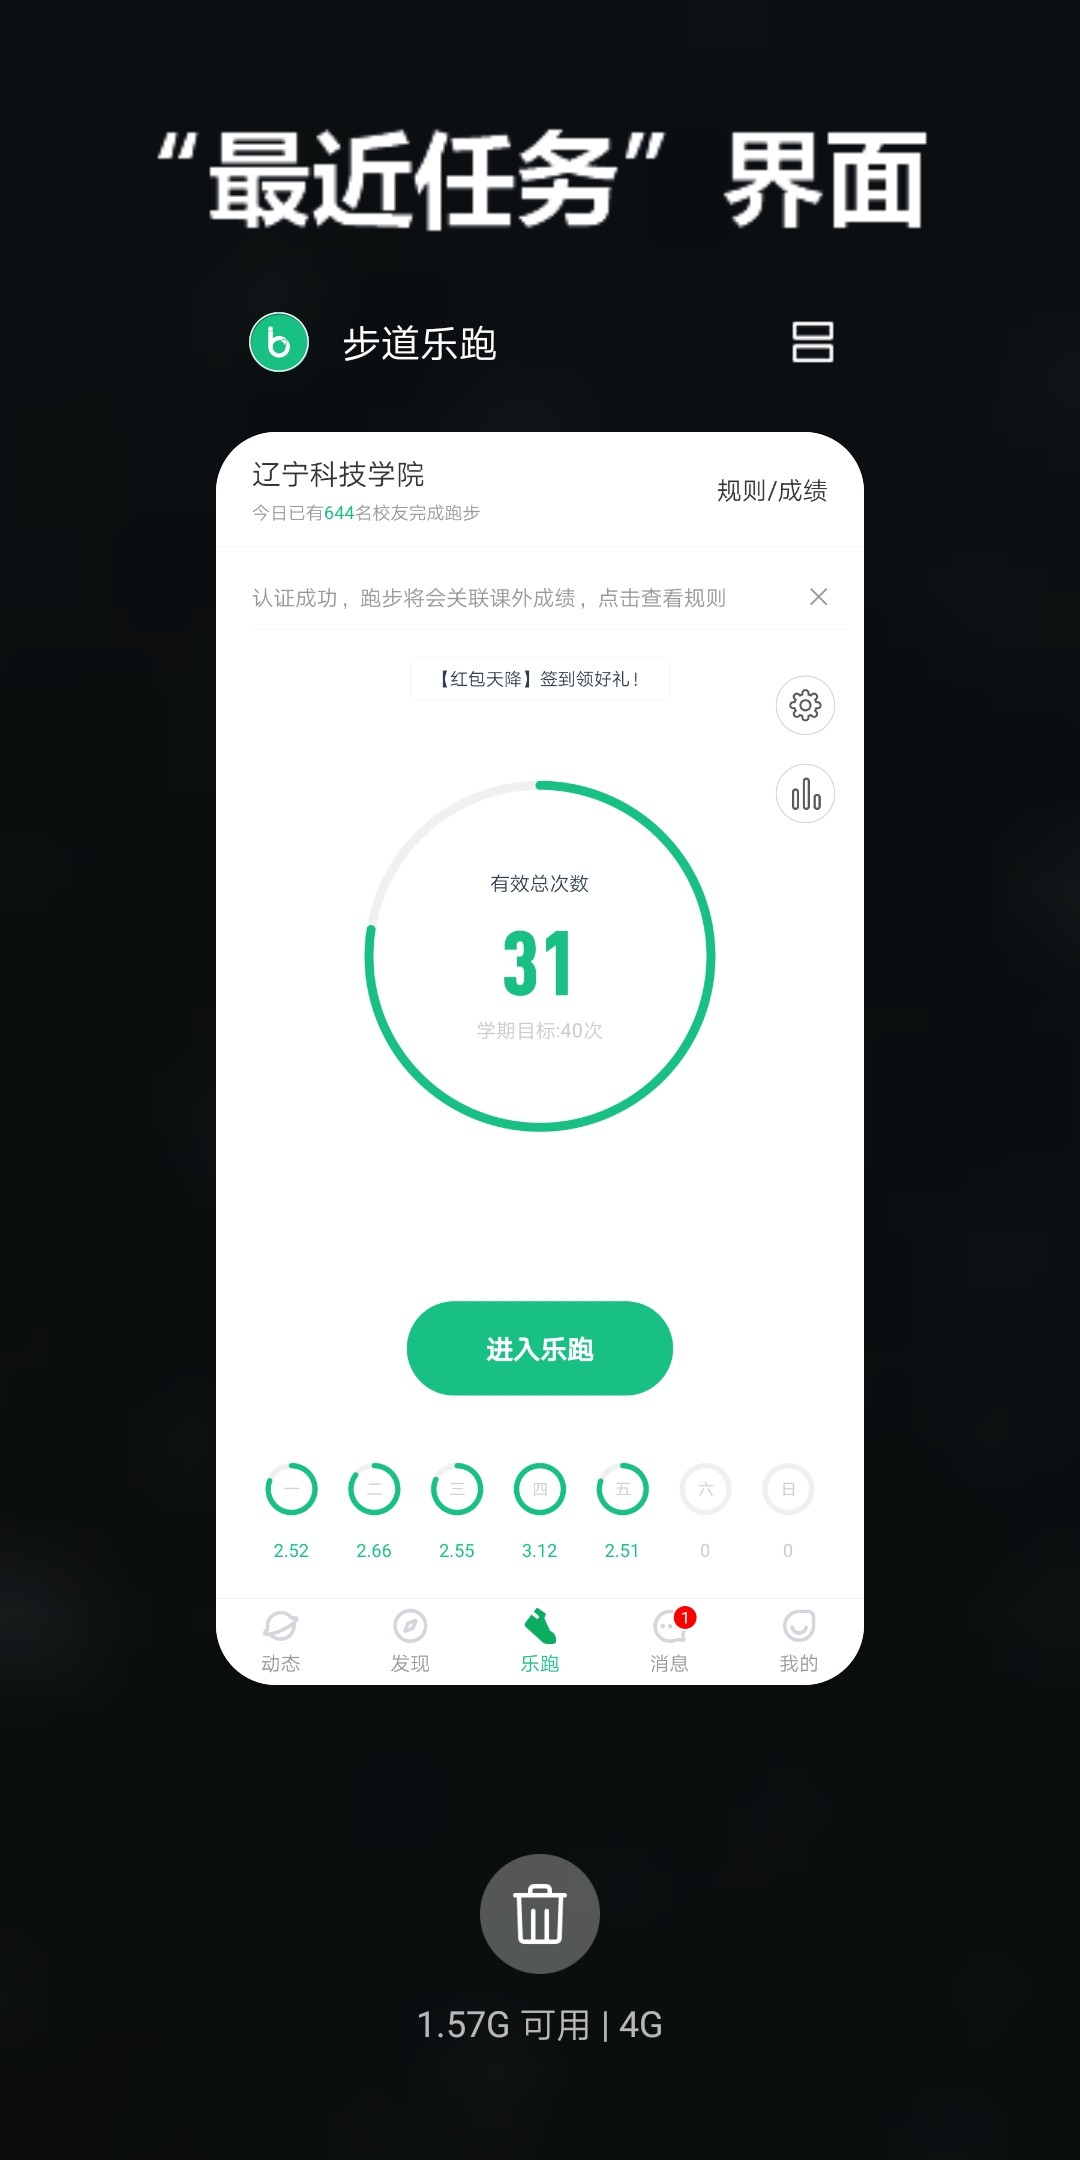 “最近任务”界面
步道乐跑
辽宁科技学院
今日已有644名校友完成跑步
规则/成绩
认证成功，跑步将会关联课外成绩，点击查看规则
【红包天降】签到领好礼！
有效总次数
31
学期目标:40次
进入乐跑
一 二 三 四 五 六 日
2.52 2.66 2.55 3.12 2.51 0 0
1
动态 发现 乐跑 消息 我的
1.57G 可用 | 4G